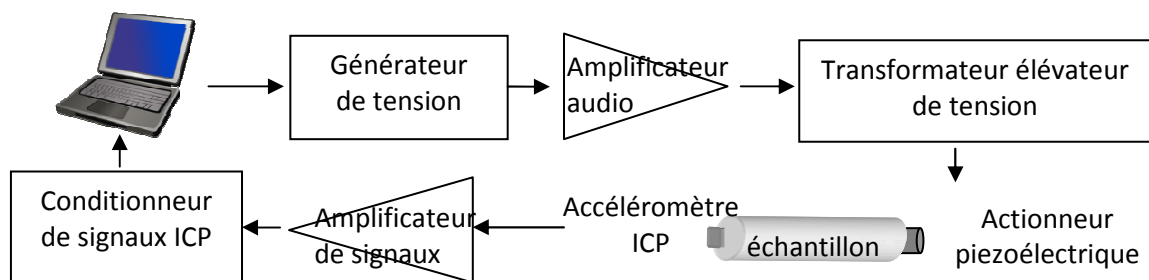 Générateur
de tension
Amplificateur
audio
Transformateur élévateur
de tension
Conditionneur
de signaux ICP
Amplificateur
de signaux
Accéléromètre
ICP
échantillon
Actionneur
piezoélectrique